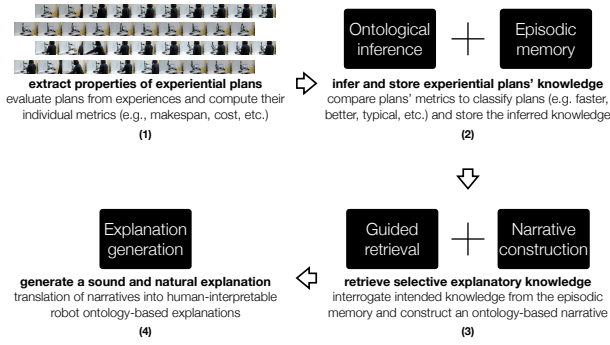 extract properties of experiential plans
evaluate plans from experiences and compute their
individual metrics (e.g., makespan, cost, etc.)
(1)
Ontological
inference
Episodic
memory
infer and store experiential plans' knowledge
compare plans' metrics to classify plans (e.g. faster,
better, typical, etc.) and store the inferred knowledge
(2)
Guided
retrieval
Narrative
construction
retrieve selective explanatory knowledge
interrogate intended knowledge from the episodic
memory and construct an ontology-based narrative
(3)
Explanation
generation
generate a sound and natural explanation
translation of narratives into human-interpretable
robot ontology-based explanations
(4)